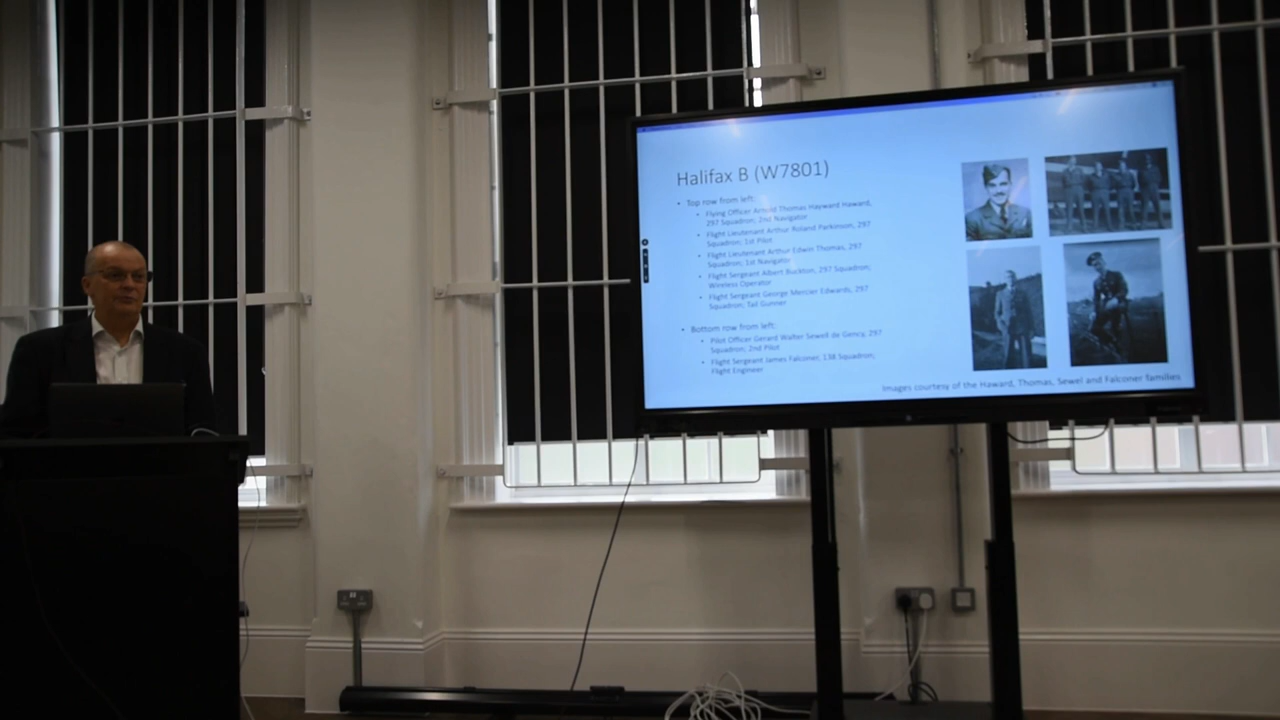 Halifax B (W7801)
• Top row from left:
• Flying Officer Arnold Thomas Hayward Haward,
297 Squadron; 2nd Navigator
• Flight Lieutenant Arthur Roland Parkinson, 297
Squadron; 1st Pilot
• Flight Lieutenant Arthur Edwin Thomas, 297
Squadron; 1st Navigator
• Flight Sergeant Albert Buckton, 297 Squadron;
Wireless Operator
• Flight Sergeant George Mercier Edwards, 297
Squadron; Tail Gunner
• Bottom row from left:
• Pilot Officer Gerard Walter Sewell de Gency, 297
Squadron; 2nd Pilot
• Flight Sergeant James Falconer, 138 Squadron;
Flight Engineer
Images courtesy of the Haward, Thomas, Sewel and Falconer families